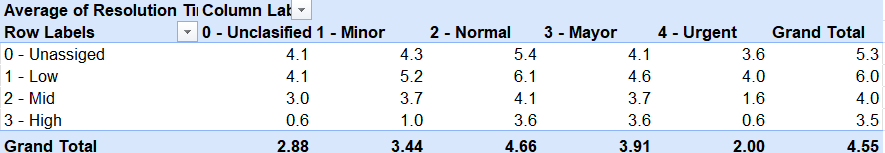 Average of Resolution Ti Column Lab
Row Labels 0 - Unclasified 1 - Minor 2 - Normal 3 - Mayor 4 - Urgent Grand Total
0 - Unassiged 4.1 4.3 5.4 4.1 3.6 5.3
1 - Low 4.1 5.2 6.1 4.6 4.0 6.0
2 - Mid 3.0 3.7 4.1 3.7 1.6 4.0
3 - High 0.6 1.0 3.6 3.6 0.6 3.5
Grand Total 2.88 3.44 4.66 3.91 2.00 4.55